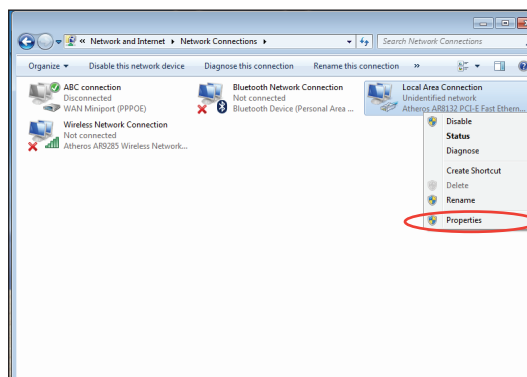 « Network and Internet ▸ Network Connections ▸ Search Network Connections
Organize ▾ Disable this network device Diagnose this connection Rename this connection »
ABC connection
Disconnected
WAN Miniport (PPPOE)
Bluetooth Network Connection
Not connected
Bluetooth Device (Personal Area ...
Local Area Connection
Unidentified network
Atheros AR8132 PCI-E Fast Ethern...
Wireless Network Connection
Not connected
Atheros AR9285 Wireless Network...
Disable
Status
Diagnose
Create Shortcut
Delete
Rename
Properties